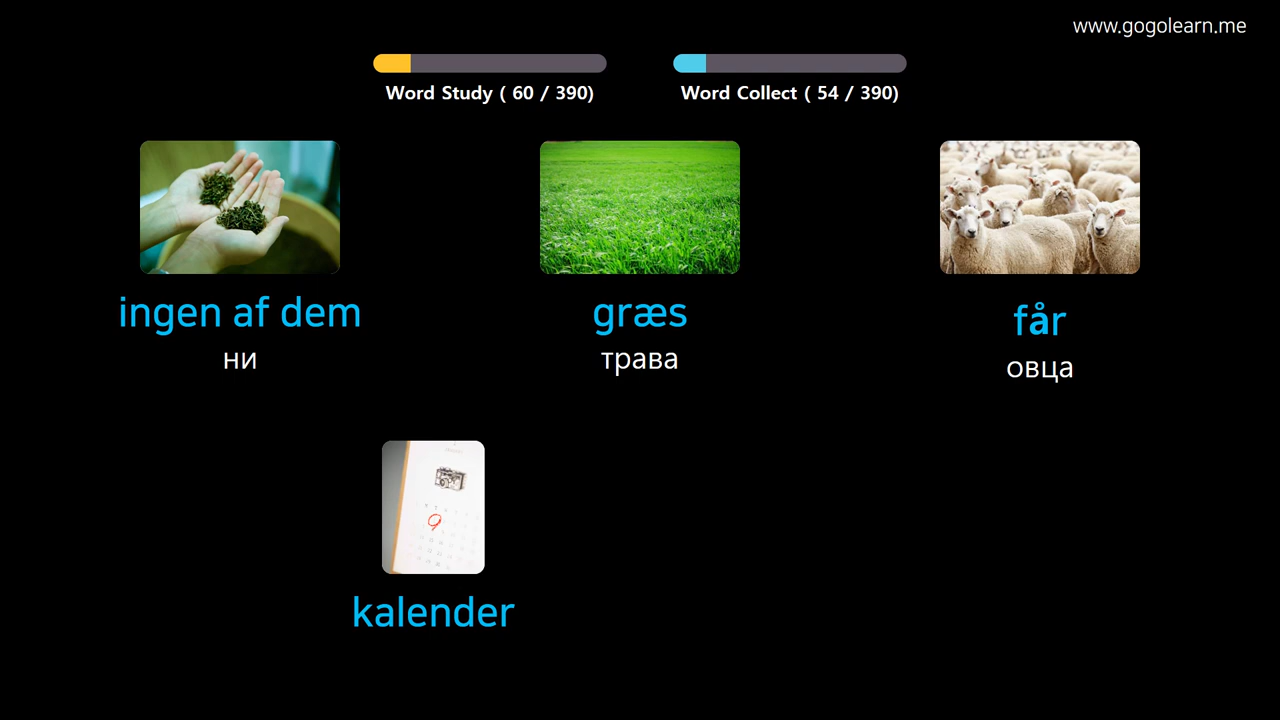 www.gogolearn.me
Word Study ( 60 / 390)
Word Collect ( 54 / 390)
ingen af dem
ни
græs
трава
får
овца
kalender